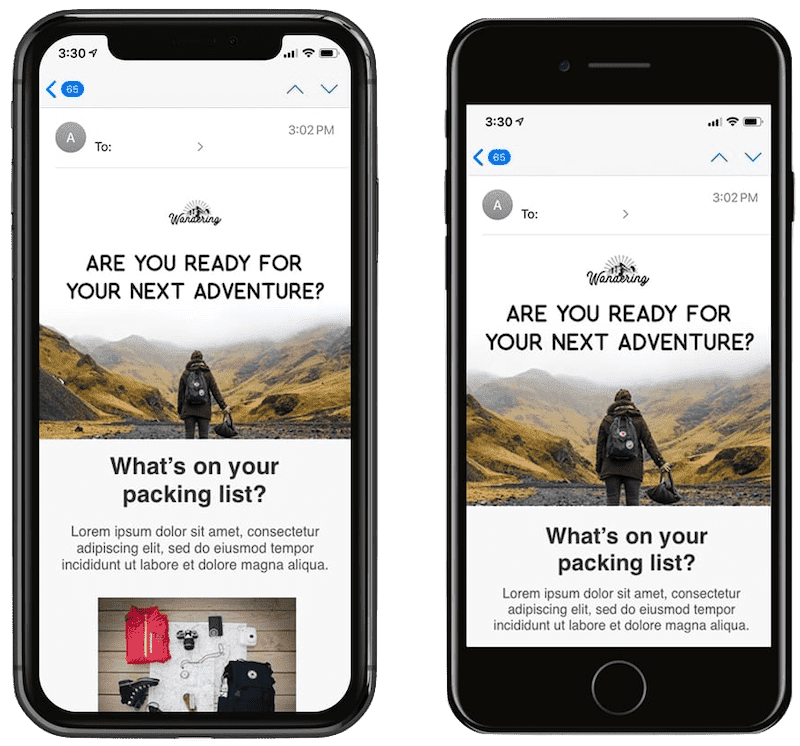 3:30
65
A
To:
3:02 PM
Wandering
ARE YOU READY FOR
YOUR NEXT ADVENTURE?
What's on your
packing list?
Lorem ipsum dolor sit amet, consectetur
adipiscing elit, sed do eiusmod tempor
incididunt ut labore et dolore magna aliqua.
3:30
65
A
To:
3:02 PM
Wandering
ARE YOU READY FOR
YOUR NEXT ADVENTURE?
What's on your
packing list?
Lorem ipsum dolor sit amet, consectetur
adipiscing elit, sed do eiusmod tempor
incididunt ut labore et dolore magna aliqua.